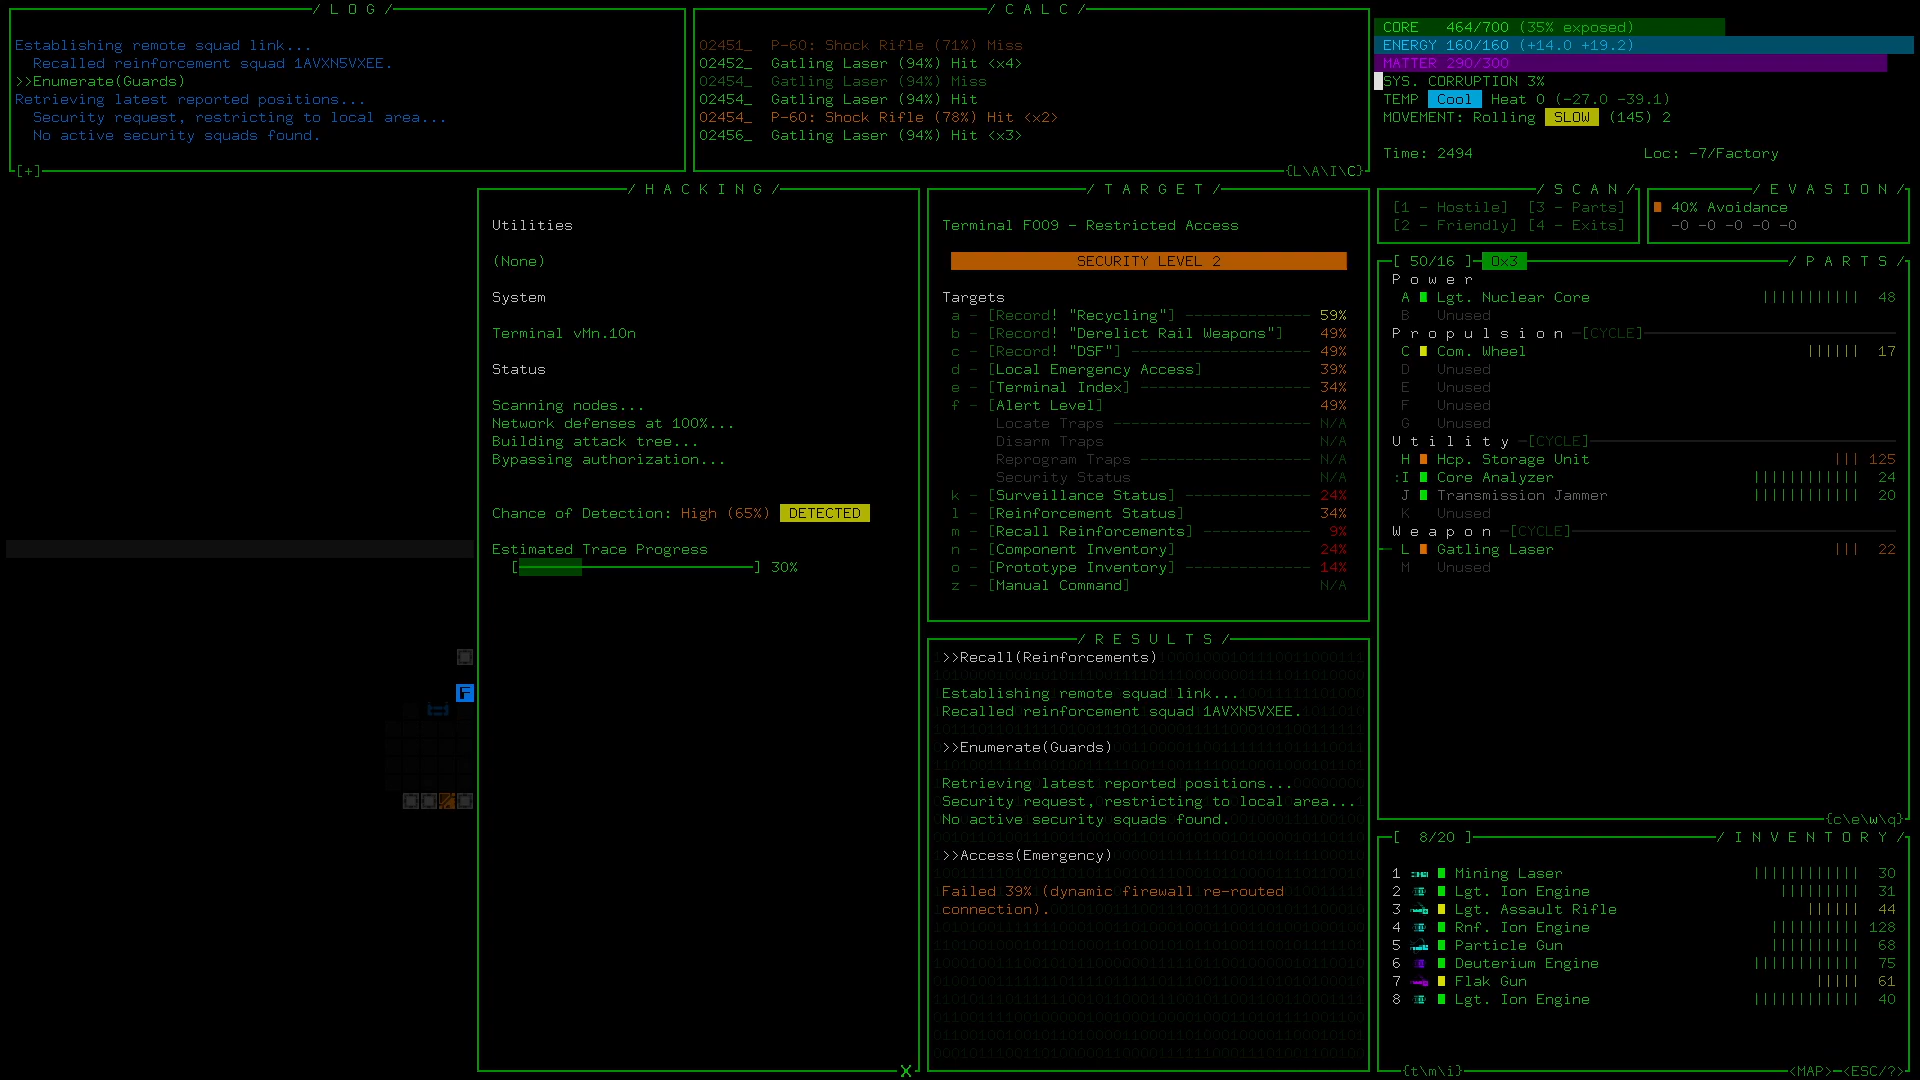 / L O G /
Establishing remote squad link...
Recalled reinforcement squad 1AVXN5VXEE.
>>Enumerate(Guards)
Retrieving latest reported positions...
Security request, restricting to local area...
No active security squads found.
[+]
/ C A L C /
02451_ P-60: Shock Rifle (71%) Miss
02452_ Gatling Laser (94%) Hit <x4>
02454_ Gatling Laser (94%) Miss
02454_ Gatling Laser (94%) Hit
02454_ P-60: Shock Rifle (78%) Hit <x2>
02456_ Gatling Laser (94%) Hit <x3>
{L\A\I\C}
CORE 464/700 (35% exposed)
ENERGY 160/160 (+14.0 +19.2)
MATTER 290/300
SYS. CORRUPTION 3%
TEMP Cool Heat 0 (-27.0 -39.1)
MOVEMENT: Rolling SLOW (145) 2
Time: 2494 Loc: -7/Factory
/ H A C K I N G /
Utilities
(None)
System
Terminal vMn.10n
Status
Scanning nodes...
Network defenses at 100%...
Building attack tree...
Bypassing authorization...
Chance of Detection: High (65%) DETECTED
Estimated Trace Progress
[ ] 30%
X
F
/ T A R G E T /
Terminal F009 - Restricted Access
SECURITY LEVEL 2
Targets
a - [Record! "Recycling"] 59%
b - [Record! "Derelict Rail Weapons"] 49%
c - [Record! "DSF"] 49%
d - [Local Emergency Access] 39%
e - [Terminal Index] 34%
f - [Alert Level] 49%
Locate Traps N/A
Disarm Traps N/A
Reprogram Traps N/A
Security Status N/A
k - [Surveillance Status] 24%
l - [Reinforcement Status] 34%
m - [Recall Reinforcements] 9%
n - [Component Inventory] 24%
o - [Prototype Inventory] 14%
z - [Manual Command] N/A
/ R E S U L T S /
>>Recall(Reinforcements)
Establishing remote squad link...
Recalled reinforcement squad 1AVXN5VXEE.
>>Enumerate(Guards)
Retrieving latest reported positions...
Security request, restricting to local area...
No active security squads found.
>>Access(Emergency)
Failed 39% (dynamic firewall re-routed
connection).
/ S C A N /
[1 - Hostile] [3 - Parts]
[2 - Friendly] [4 - Exits]
/ E V A S I O N /
40% Avoidance
-0 -0 -0 -0 -0
[ 50/16 ] 0x3 / P A R T S /
P o w e r
A Lgt. Nuclear Core 48
B Unused
P r o p u l s i o n [CYCLE]
C Com. Wheel 17
D Unused
E Unused
F Unused
G Unused
U t i l i t y [CYCLE]
H Hcp. Storage Unit 125
:I Core Analyzer 24
J Transmission Jammer 20
K Unused
W e a p o n [CYCLE]
L Gatling Laser 22
M Unused
{c\e\w\q}
[ 8/20 ] / I N V E N T O R Y /
1 Mining Laser 30
2 Lgt. Ion Engine 31
3 Lgt. Assault Rifle 44
4 Rnf. Ion Engine 128
5 Particle Gun 68
6 Deuterium Engine 75
7 Flak Gun 61
8 Lgt. Ion Engine 40
{t\m\i} <MAP>-<ESC/?>